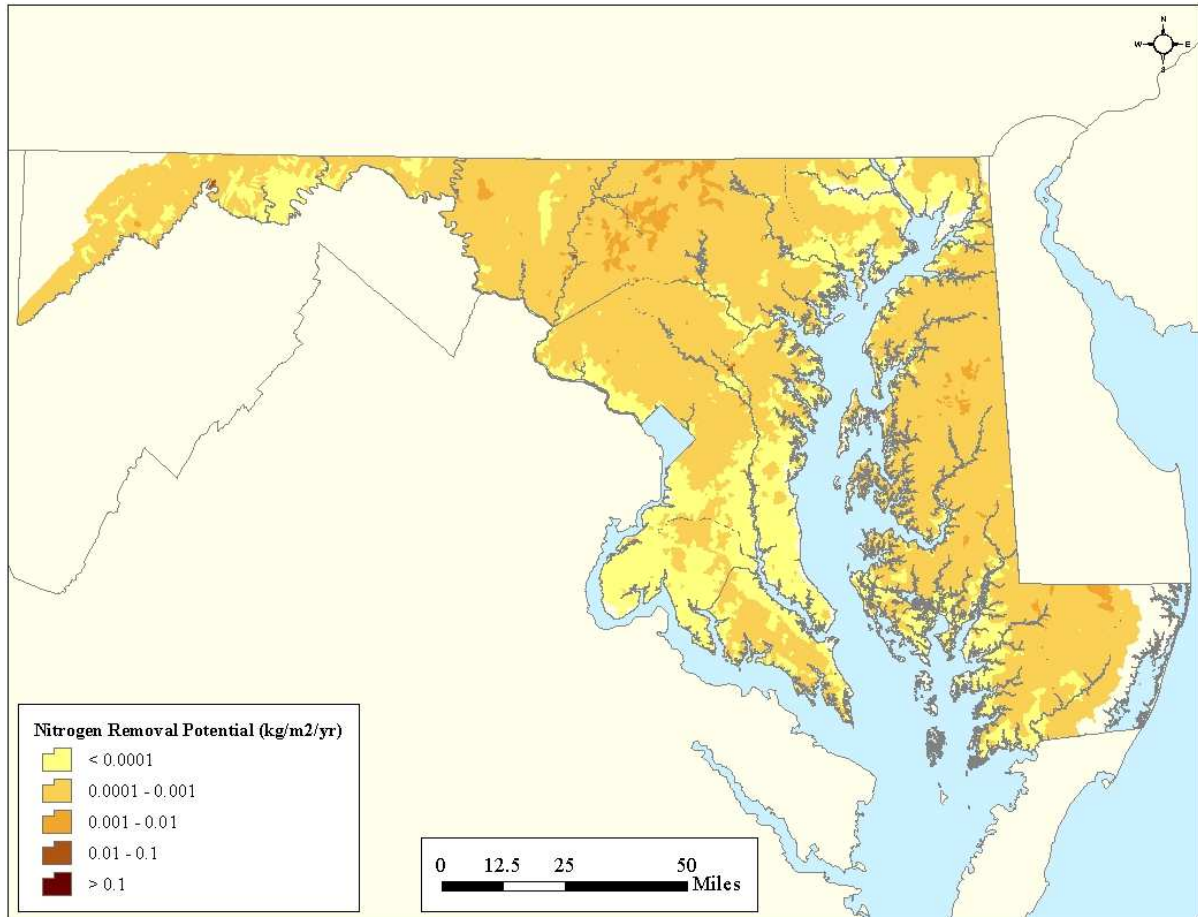 N
W E
S
Nitrogen Removal Potential (kg/m2/yr)
< 0.0001
0.0001 - 0.001
0.001 - 0.01
0.01 - 0.1
> 0.1
0 12.5 25 50
Miles